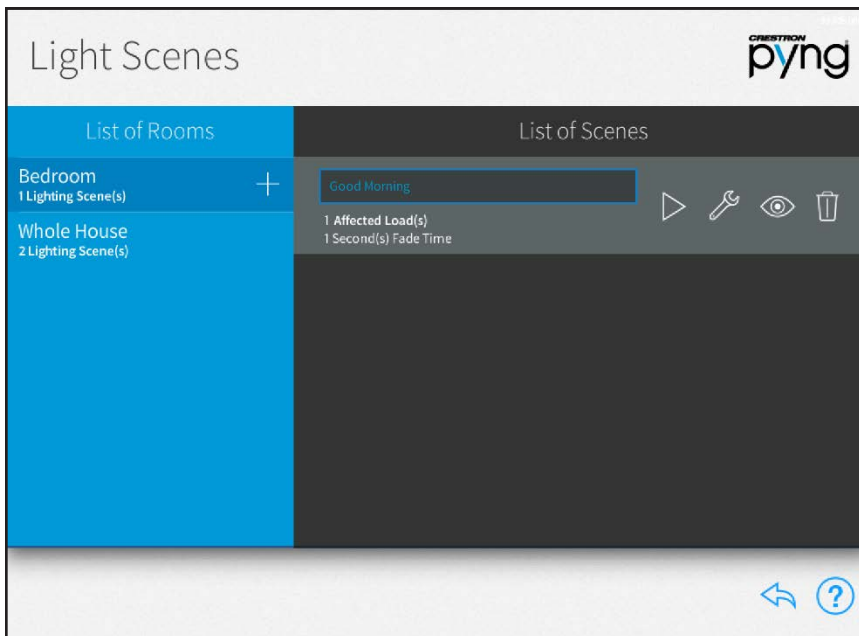 Light Scenes
CRESTRON
pyng
List of Rooms
List of Scenes
Bedroom
1 Lighting Scene(s)
Whole House
2 Lighting Scene(s)
Good Morning
1 Affected Load(s)
1 Second(s) Fade Time
?